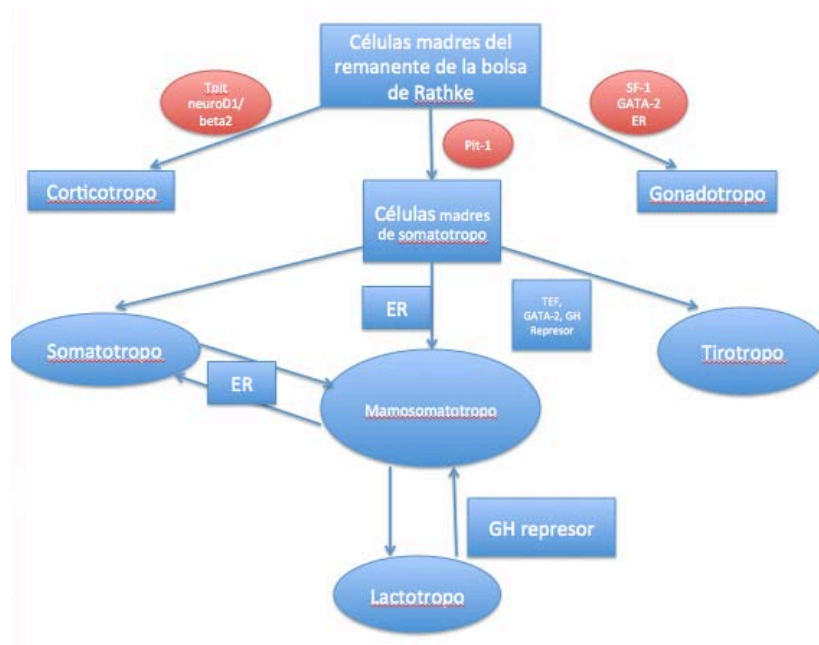 Células madres del
remanente de la bolsa
de Rathke
Tpit
neuroD1/
beta2
SF-1
GATA-2
ER
Pit-1
Corticotropo
Gonadotropo
Células madres
de somatotropo
ER
TEF,
GATA-2, GH
Represor
Somatotropo
Tirotropo
ER
Mamosomatotropo
GH represor
Lactotropo